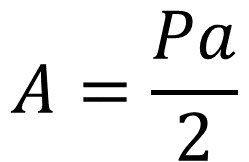 A = Pa/2